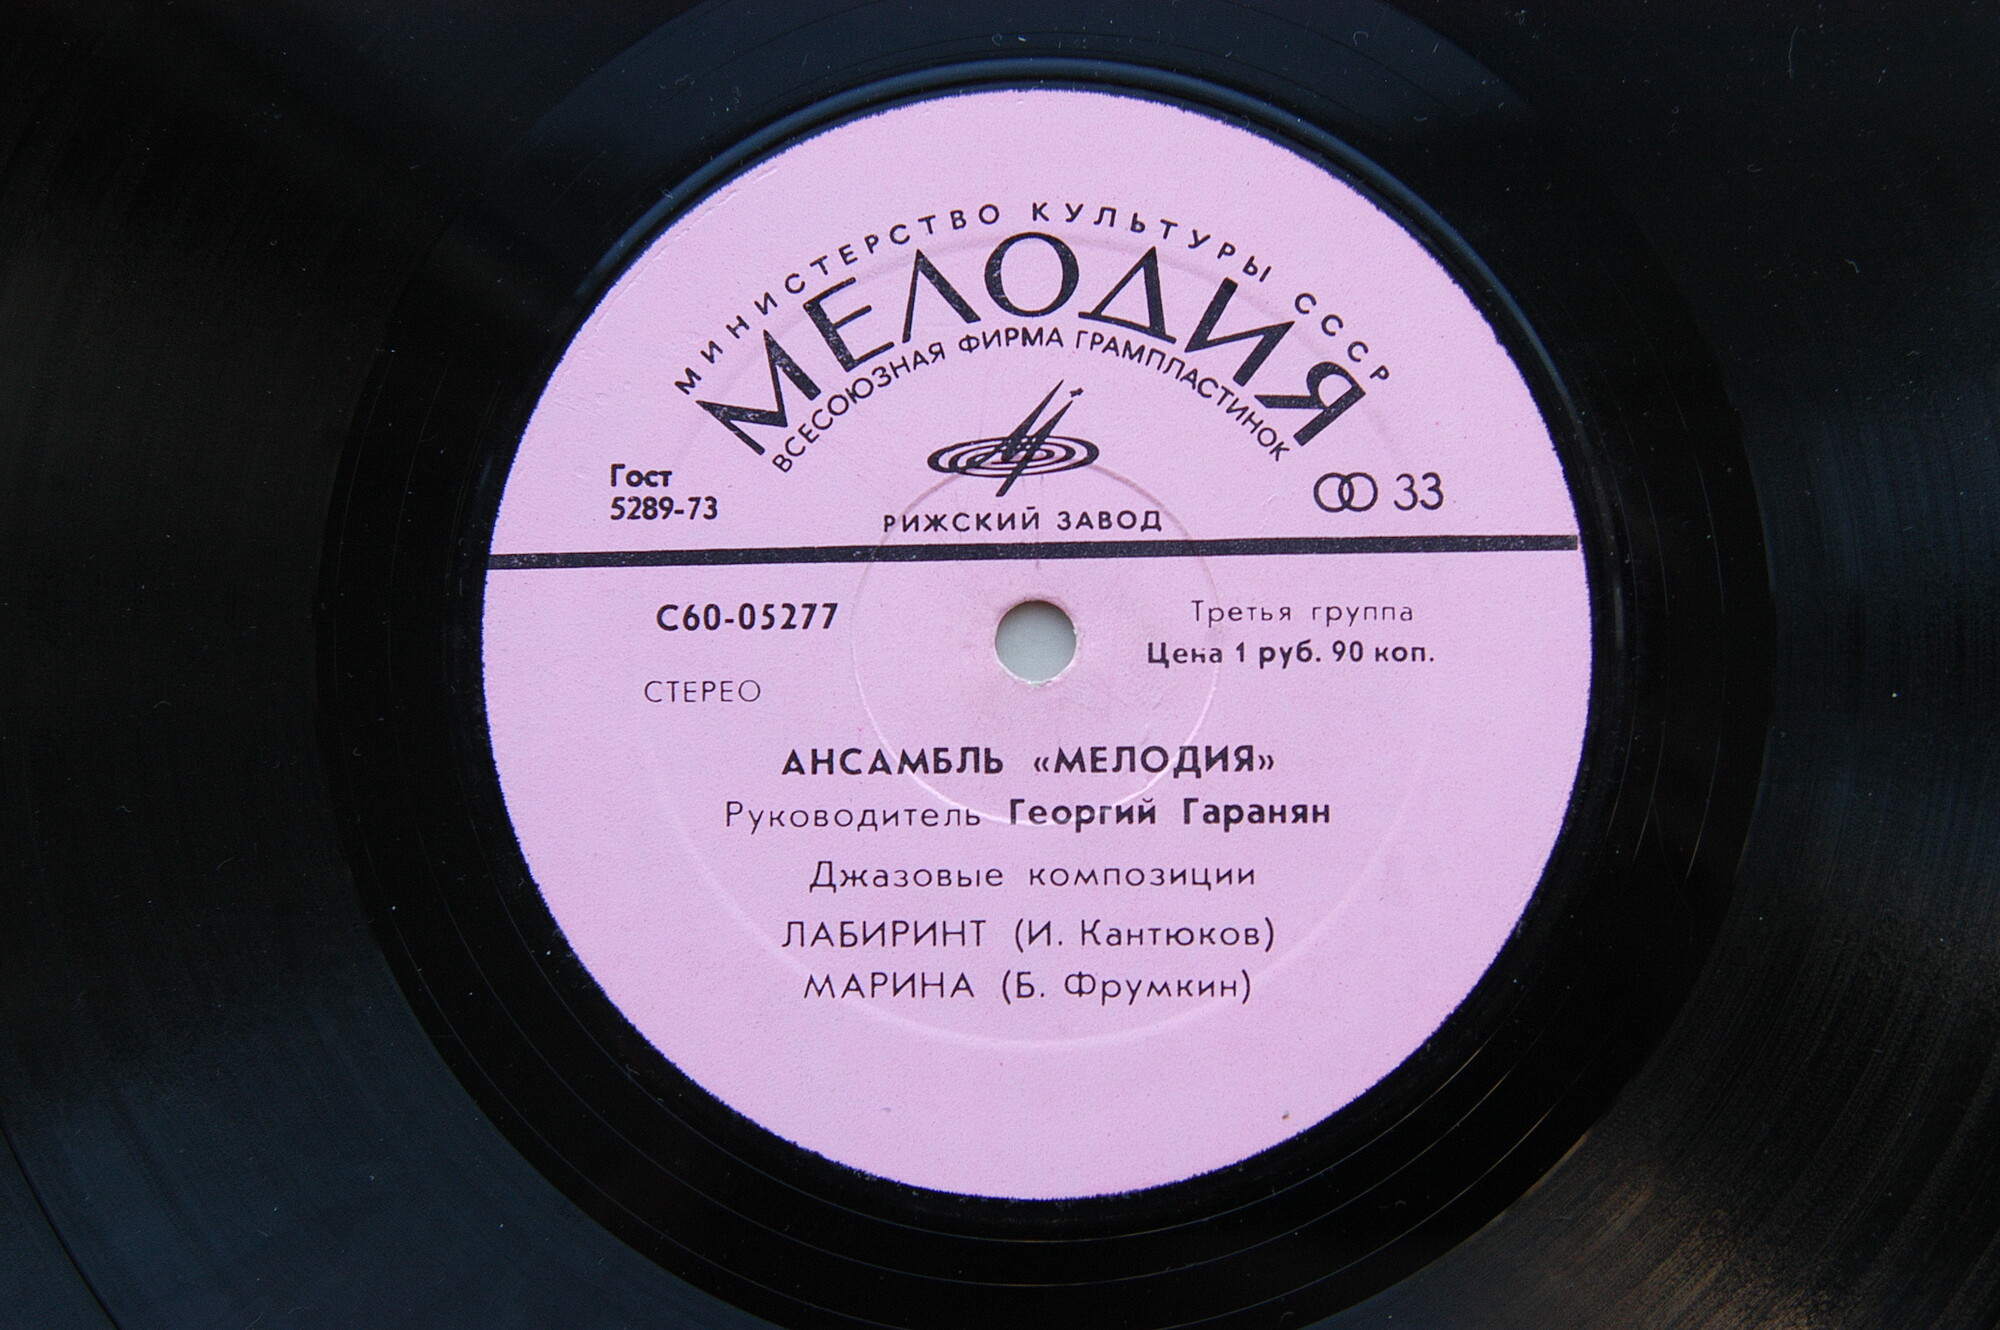 МИНИСТЕРСТВО КУЛЬТУРЫ СССР
МЕЛОДИЯ
ВСЕСОЮЗНАЯ ФИРМА ГРАМПЛАСТИНОК
Гост
5289-73
33
РИЖСКИЙ ЗАВОД
С60-05277
Третья группа
Цена 1 руб. 90 коп.
СТЕРЕО
АНСАМБЛЬ «МЕЛОДИЯ»
Руководитель Георгий Гаранян
Джазовые композиции
ЛАБИРИНТ (И. Кантюков)
МАРИНА (Б. Фрумкин)